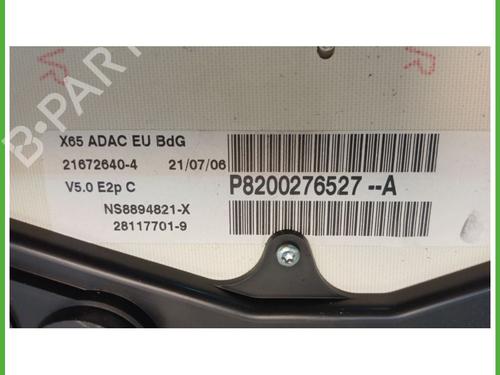 X65 ADAC EU BdG
21672640-4 21/07/06
V5.0 E2p C
P8200276527--A
NS8894821-X
28117701-9
B-PARTS